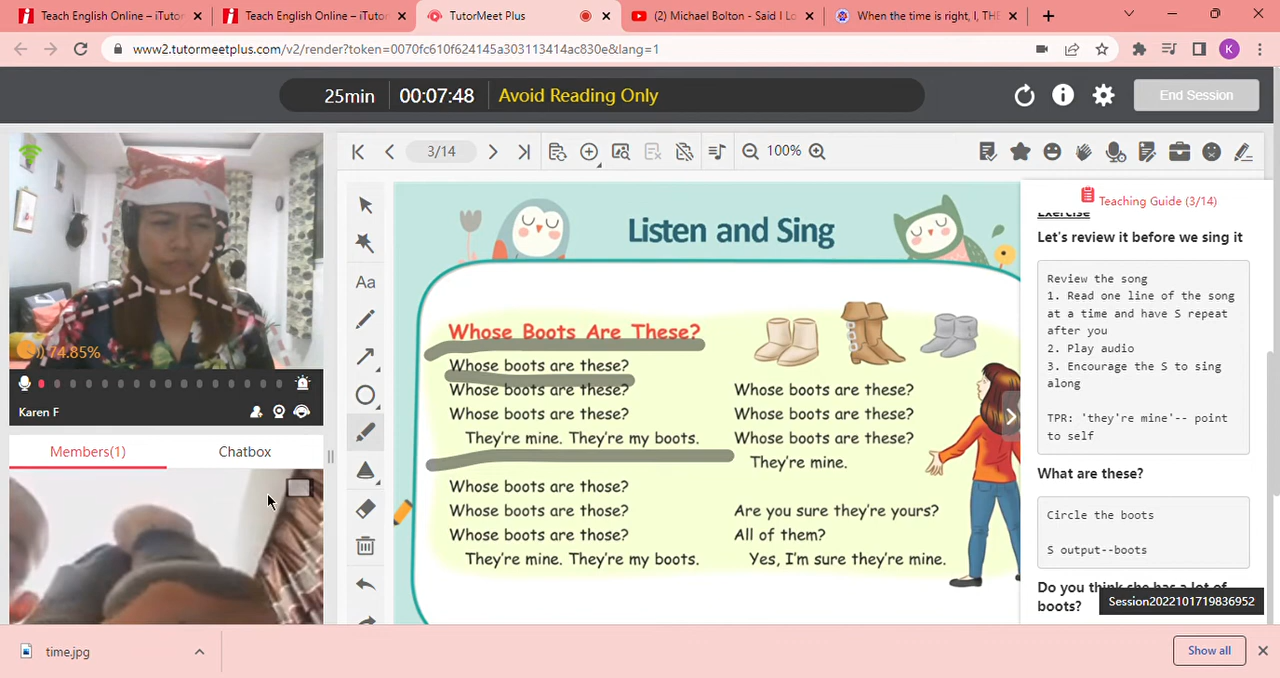 Teach English Online – iTutor
Teach English Online – iTutor
TutorMeet Plus
(2) Michael Bolton - Said I Lo
When the time is right, I, THE
www2.tutormeetplus.com/v2/render?token=0070fc610f624145a303113414ac830e&lang=1
K
25min
00:07:48
Avoid Reading Only
End Session
3/14
100%
74.85%
Karen F
Members(1)
Chatbox
Aa
Listen and Sing
Whose Boots Are These?
Whose boots are these?
Whose boots are these?
Whose boots are these?
They're mine. They're my boots.
Whose boots are those?
Whose boots are those?
Whose boots are those?
They're mine. They're my boots.
Whose boots are these?
Whose boots are these?
Whose boots are these?
They're mine.
Are you sure they're yours?
All of them?
Yes, I'm sure they're mine.
Teaching Guide (3/14)
Exercise
Let's review it before we sing it
Review the song
1. Read one line of the song
at a time and have S repeat
after you
2. Play audio
3. Encourage the S to sing
along
TPR: 'they're mine'-- point
to self
What are these?
Circle the boots
S output--boots
Do you think she has a lot of
boots?
Session2022101719836952
time.jpg
Show all